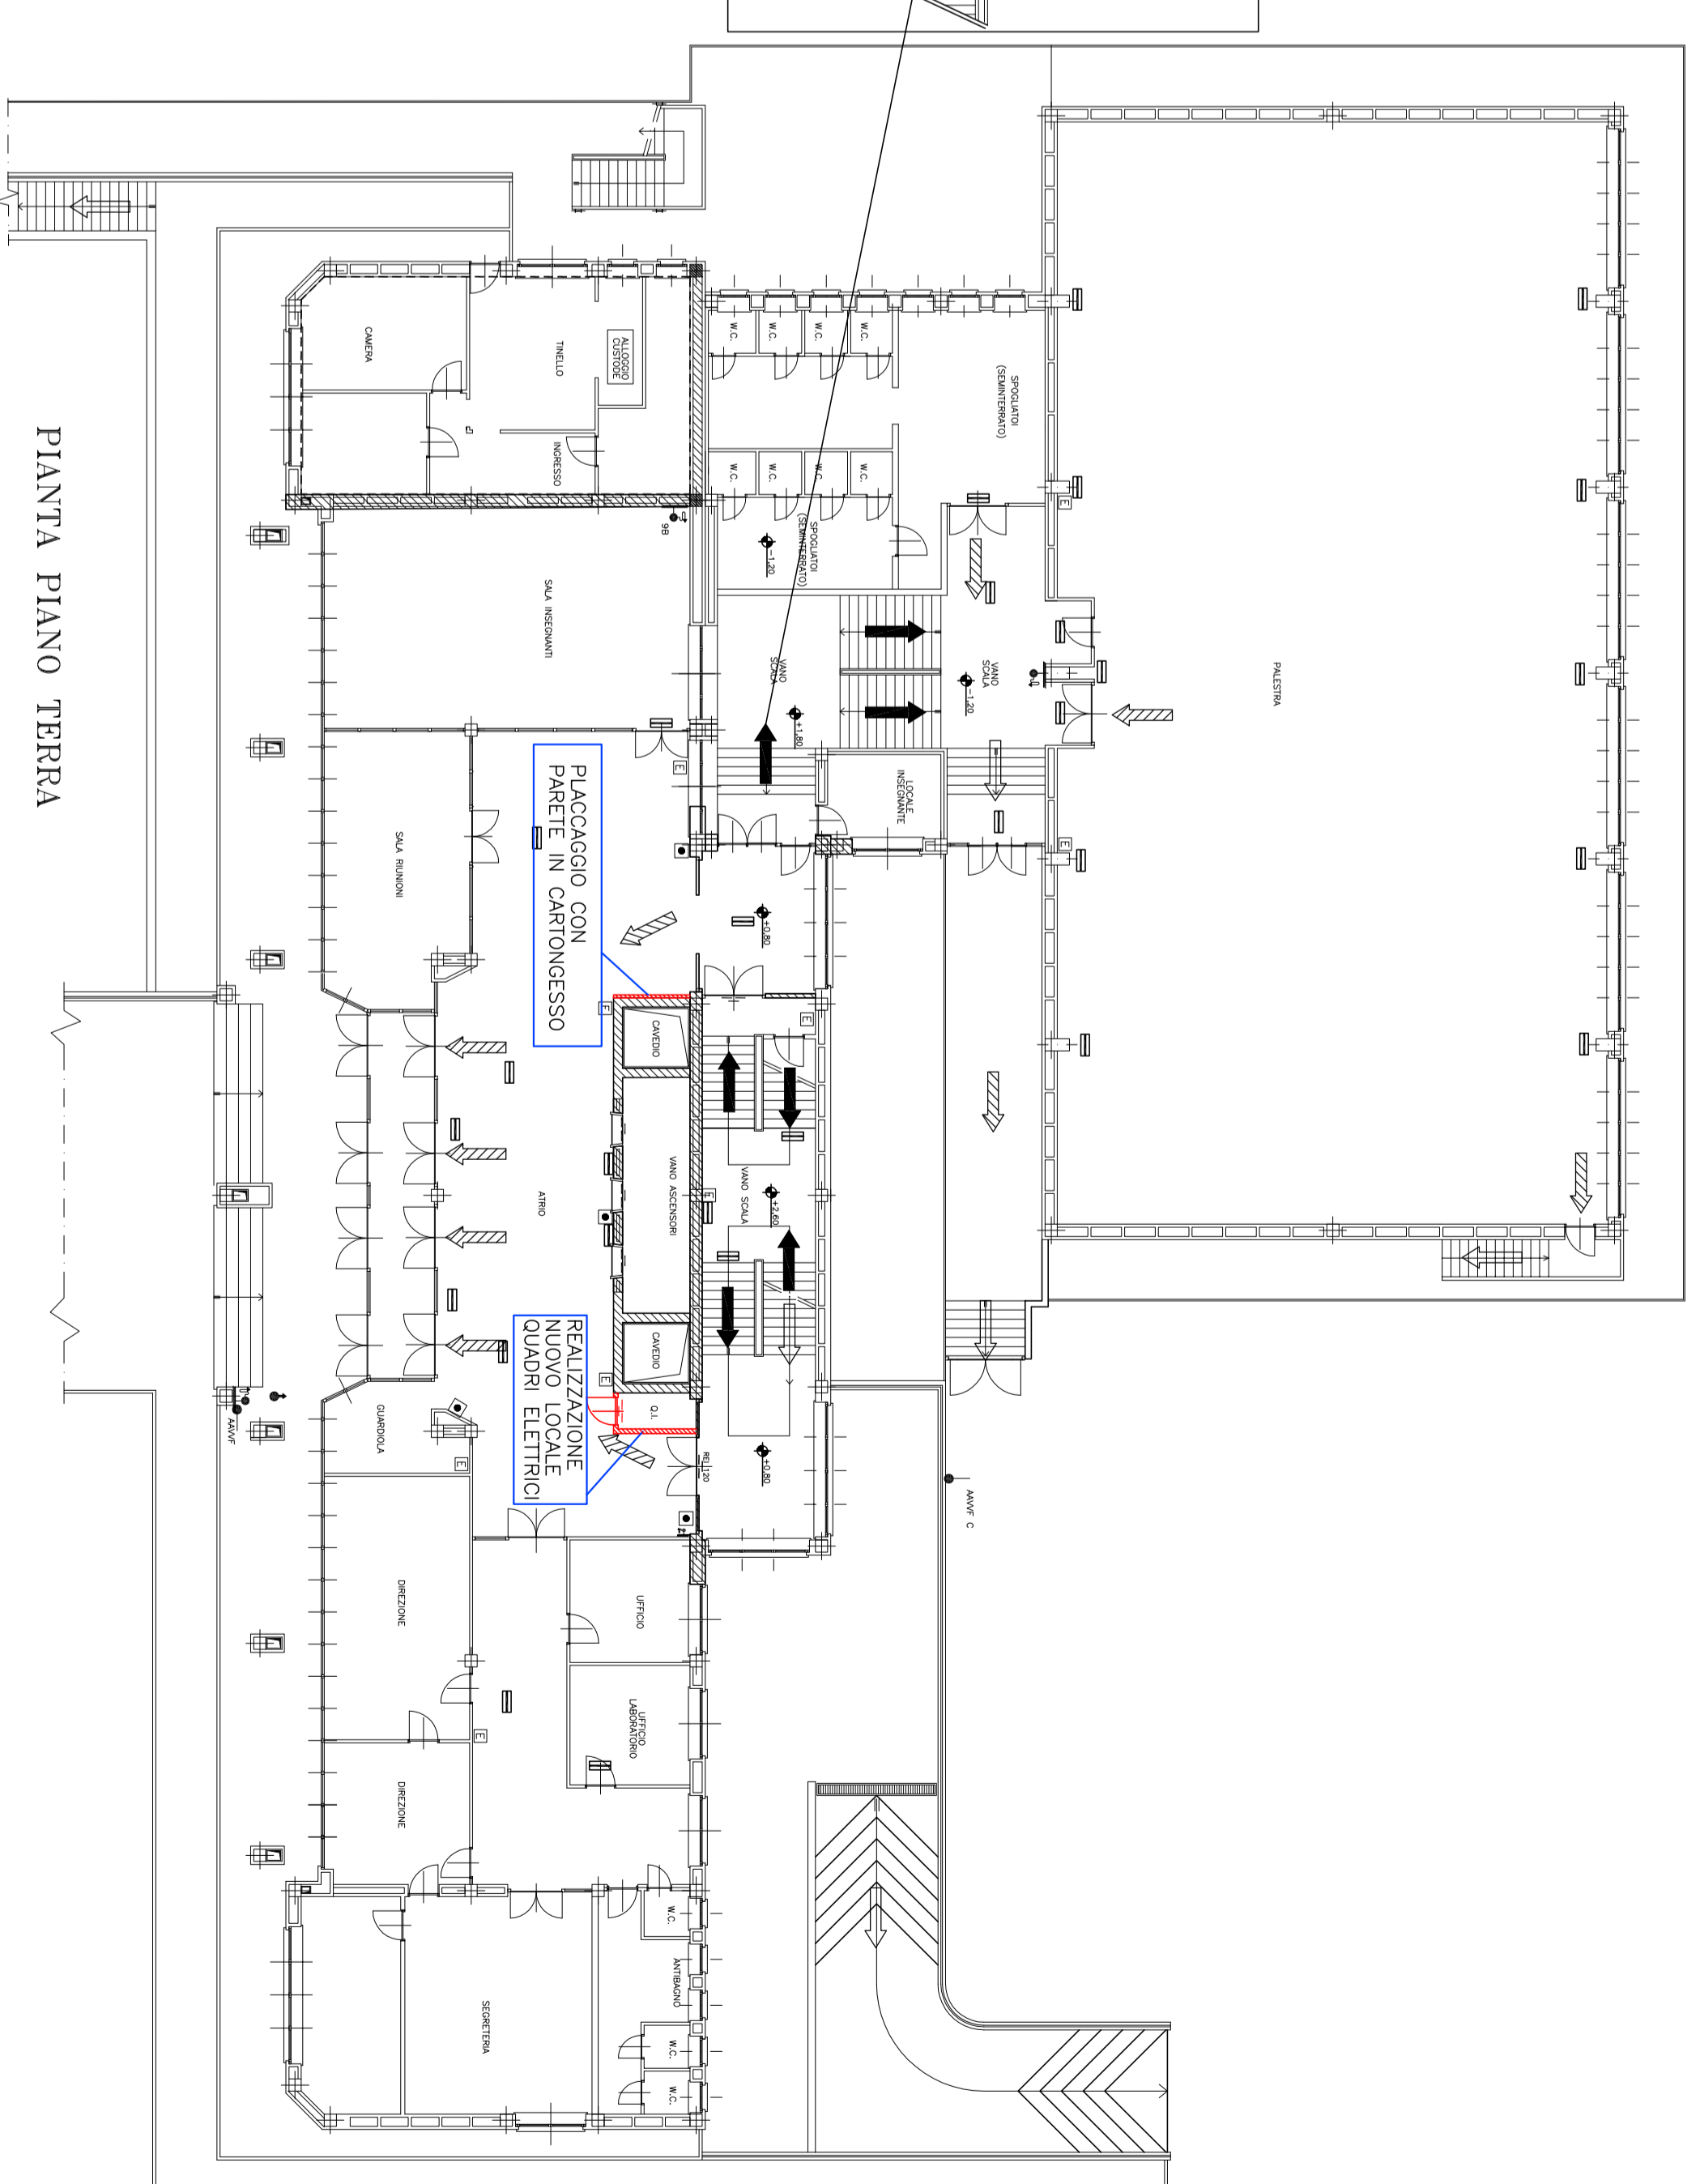 PIANTA PIANO TERRA
PALESTRA
SPOGLIATOI
(SEMINTERRATO)
W.C.
W.C.
W.C.
W.C.
W.C.
W.C.
W.C.
W.C.
SPOGLIATOI
(SEMINTERRATO)
-1,20
VANO
SCALA
-1,20
VANO
SCALA
+1,80
LOCALE
INSEGNANTE
ALLOGGIO
CUSTODE
TINELLO
CAMERA
INGRESSO
9B
SALA INSEGNANTI
SALA RIUNIONI
E
E
E
PLACCAGGIO CON
PARETE IN CARTONGESSO
+0,80
E
E
CAVEDIO
VANO ASCENSORI
VANO SCALA
+2,60
E
CAVEDIO
E
ATRIO
REALIZZAZIONE
NUOVO LOCALE
QUADRI ELETTRICI
Q.I.
REI 120
+0,80
AAVVF C
AAVVF
GUARDIOLA
E
DIREZIONE
DIREZIONE
UFFICIO
UFFICIO
LABORATORIO
E
W.C.
ANTIBAGNO
W.C.
W.C.
SEGRETERIA